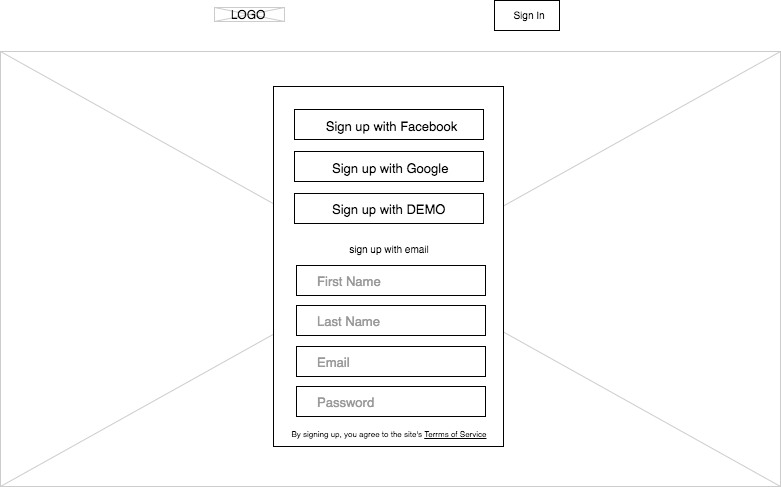 LOGO
Sign In
Sign up with Facebook
Sign up with Google
Sign up with DEMO
sign up with email
First Name
Last Name
Email
Password
By signing up, you agree to the site's Terrms of Service